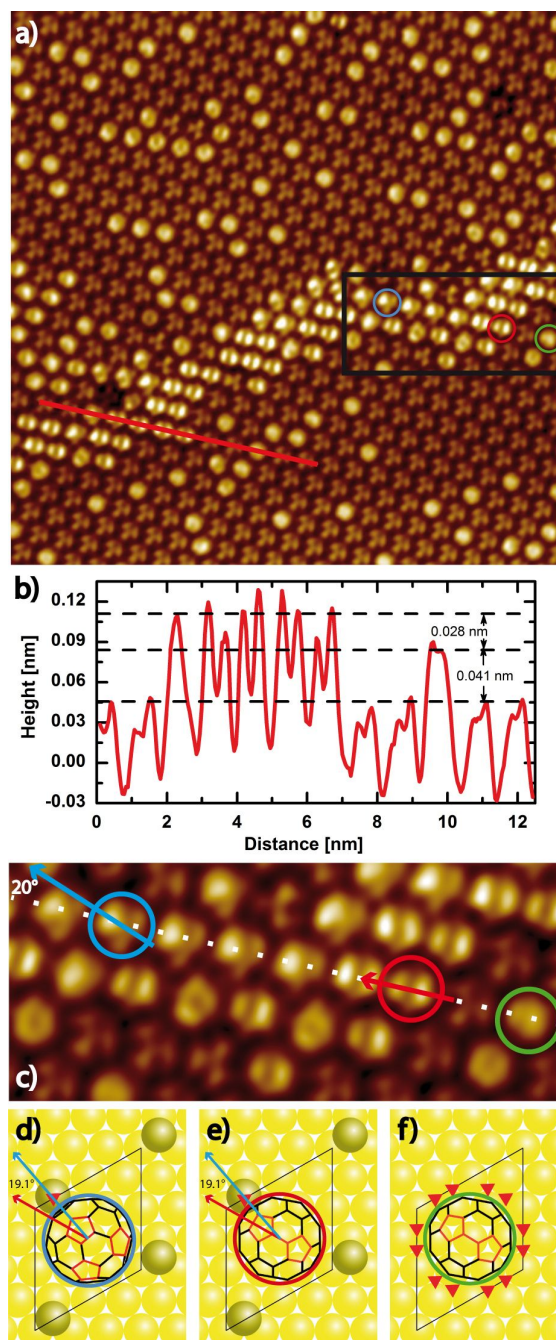 a)
b)
0.12
0.09
0.06
0.03
0.00
-0.03
Height [nm]
0.028 nm
0.041 nm
0
2
4
6
8
10
12
Distance [nm]
20°
c)
d)
19.1°
e)
19.1°
f)